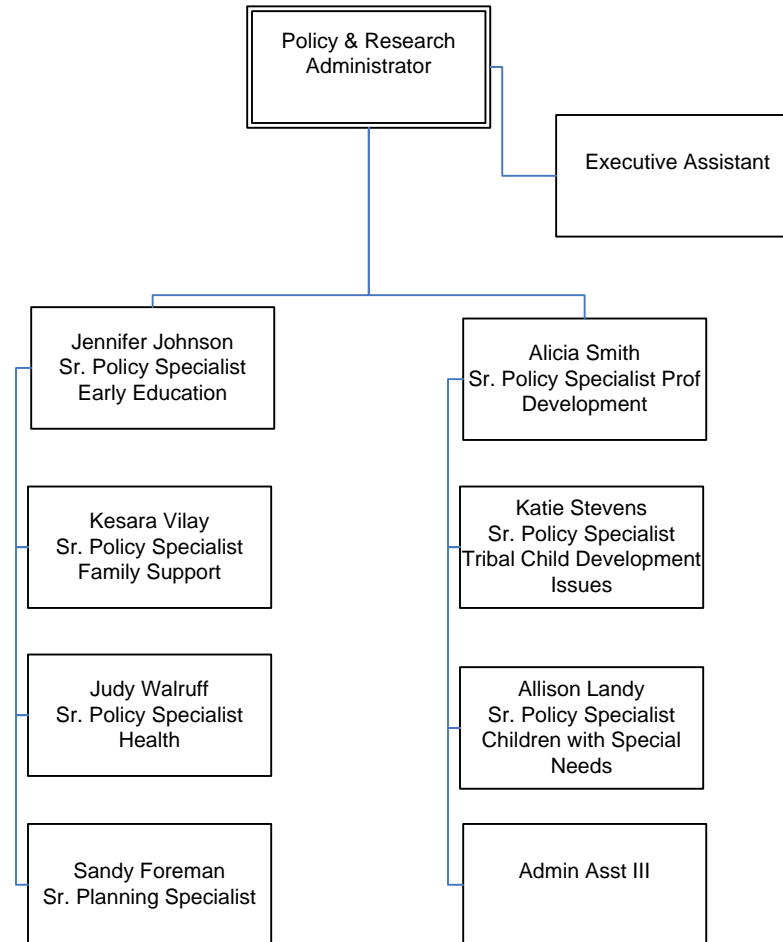 Policy & Research
Administrator
Executive Assistant
Jennifer Johnson
Sr. Policy Specialist
Early Education
Alicia Smith
Sr. Policy Specialist Prof
Development
Kesara Vilay
Sr. Policy Specialist
Family Support
Katie Stevens
Sr. Policy Specialist
Tribal Child Development
Issues
Judy Walruff
Sr. Policy Specialist
Health
Allison Landy
Sr. Policy Specialist
Children with Special
Needs
Sandy Foreman
Sr. Planning Specialist
Admin Asst III